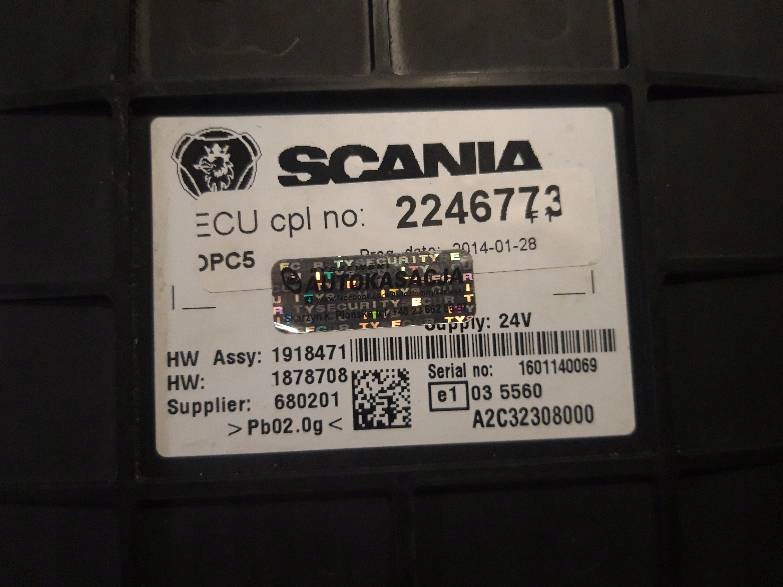 SCANIA
ECU cpl no: 2246773
OPC5 Prog. date: 2014-01-28
AUTOKASACJA
Supply: 24V
HW Assy: 1918471
HW: 1878708
Serial no: 1601140069
Supplier: 680201
e1 03 5560
>Pb02.0g<
A2C32308000